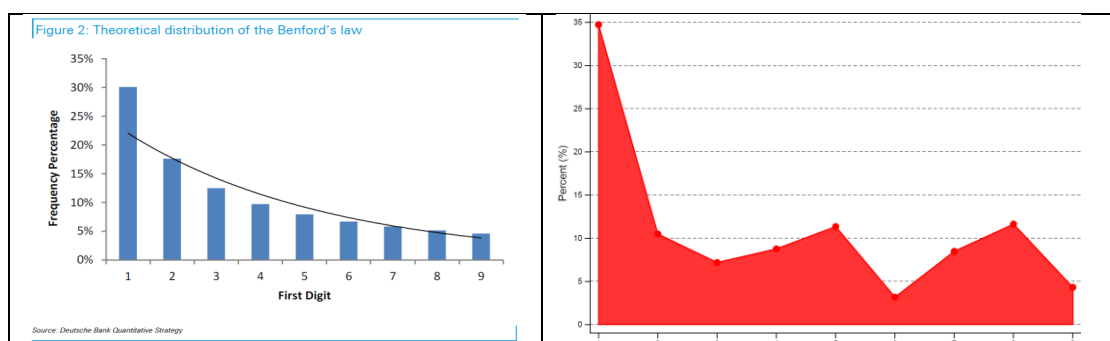 Figure 2: Theoretical distribution of the Benford's law
35%
30%
25%
20%
15%
10%
5%
0%
Frequency Percentage
1 2 3 4 5 6 7 8 9
First Digit
Source: Deutsche Bank Quantitative Strategy
35
30
25
20
15
10
5
0
Percent (%)